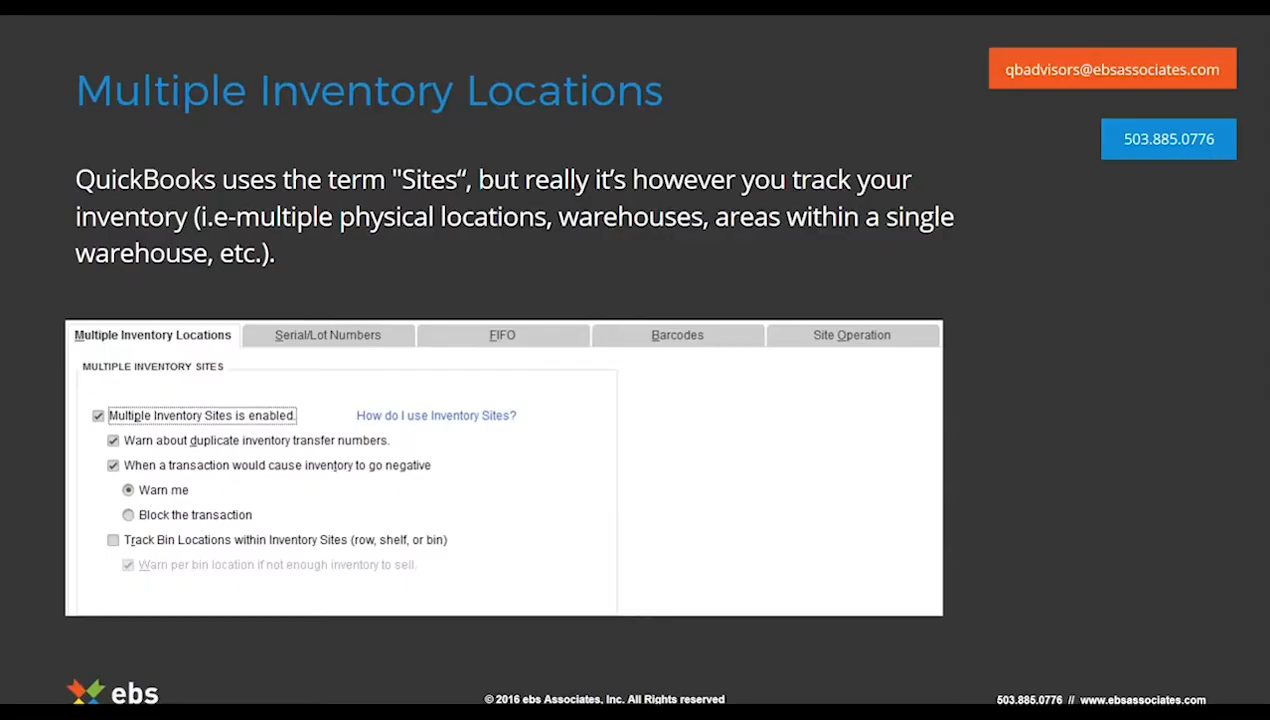 Multiple Inventory Locations
qbadvisors@ebsassociates.com
503.885.0776
QuickBooks uses the term "Sites“, but really it’s however you track your
inventory (i.e-multiple physical locations, warehouses, areas within a single
warehouse, etc.).
Multiple Inventory Locations Serial/Lot Numbers FIFO Barcodes Site Operation
MULTIPLE INVENTORY SITES
Multiple Inventory Sites is enabled. How do I use Inventory Sites?
Warn about duplicate inventory transfer numbers.
When a transaction would cause inventory to go negative
Warn me
Block the transaction
Track Bin Locations within Inventory Sites (row, shelf, or bin)
Warn per bin location if not enough inventory to sell.
ebs
© 2016 ebs Associates, Inc. All Rights reserved
503.885.0776 // www.ebsassociates.com